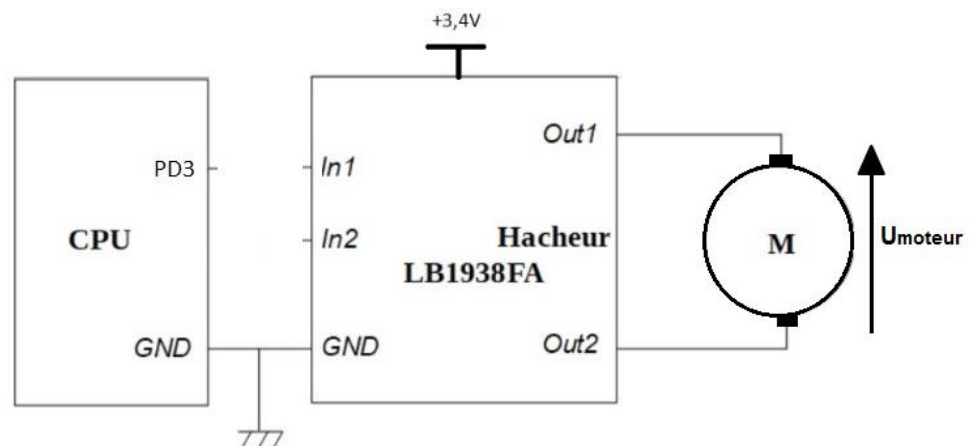 +3,4V
CPU
PD3
GND
In1
In2
GND
Hacheur
LB1938FA
Out1
Out2
M
Umoteur